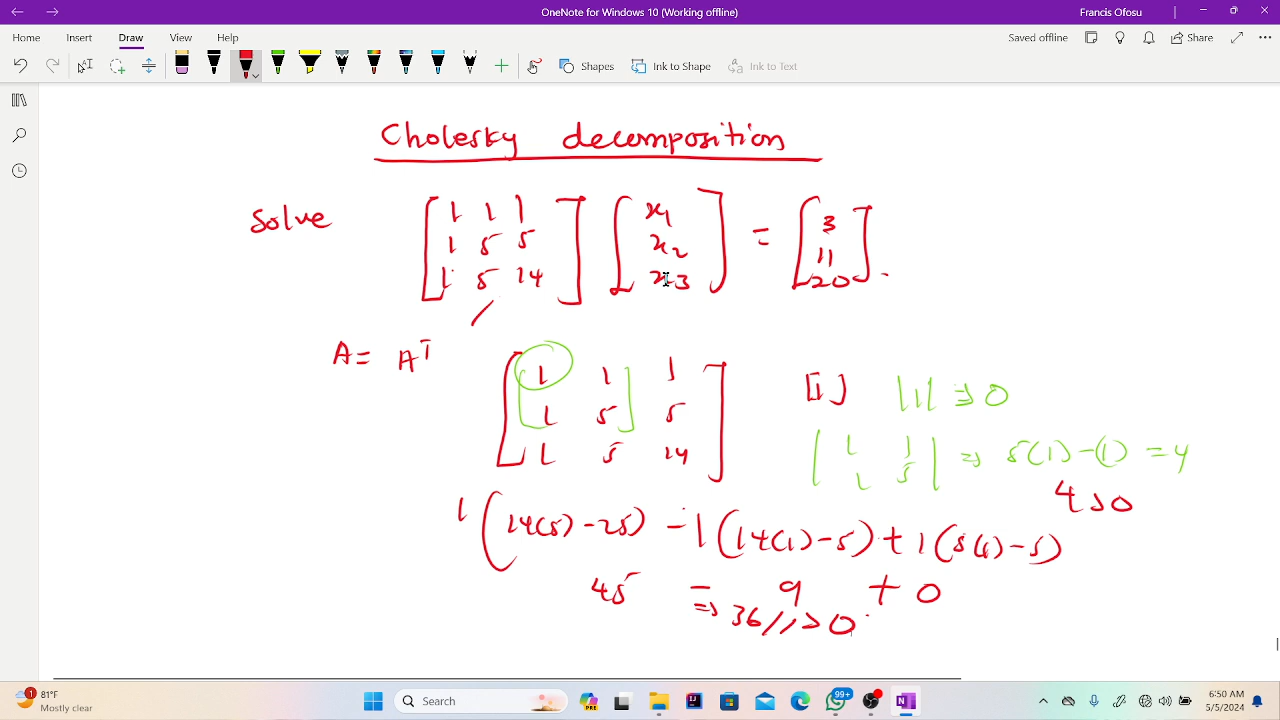 OneNote for Windows 10 (Working offline)
Francis Ofosu
Home Insert Draw View Help
Saved offline Share
Shapes Ink to Shape Ink to Text
Cholesky decomposition
Solve [1 1 1 [x1 = [3
1 5 5 x2 11
1 5 14] x3] 20].
A = A^T
[1 1 1 [1] |1| => 0
1 5 5 |1 1
1 5 14] 1 5| => 5(1) - (1) = 4
4 > 0
1(14(5) - 25) - 1(14(1) - 5) + 1(5(1) - 5)
45 - 9 + 0
=> 36 // > 0
1
81°F
Mostly clear
Search
PRE
99+
6:50 AM
5/5/2024